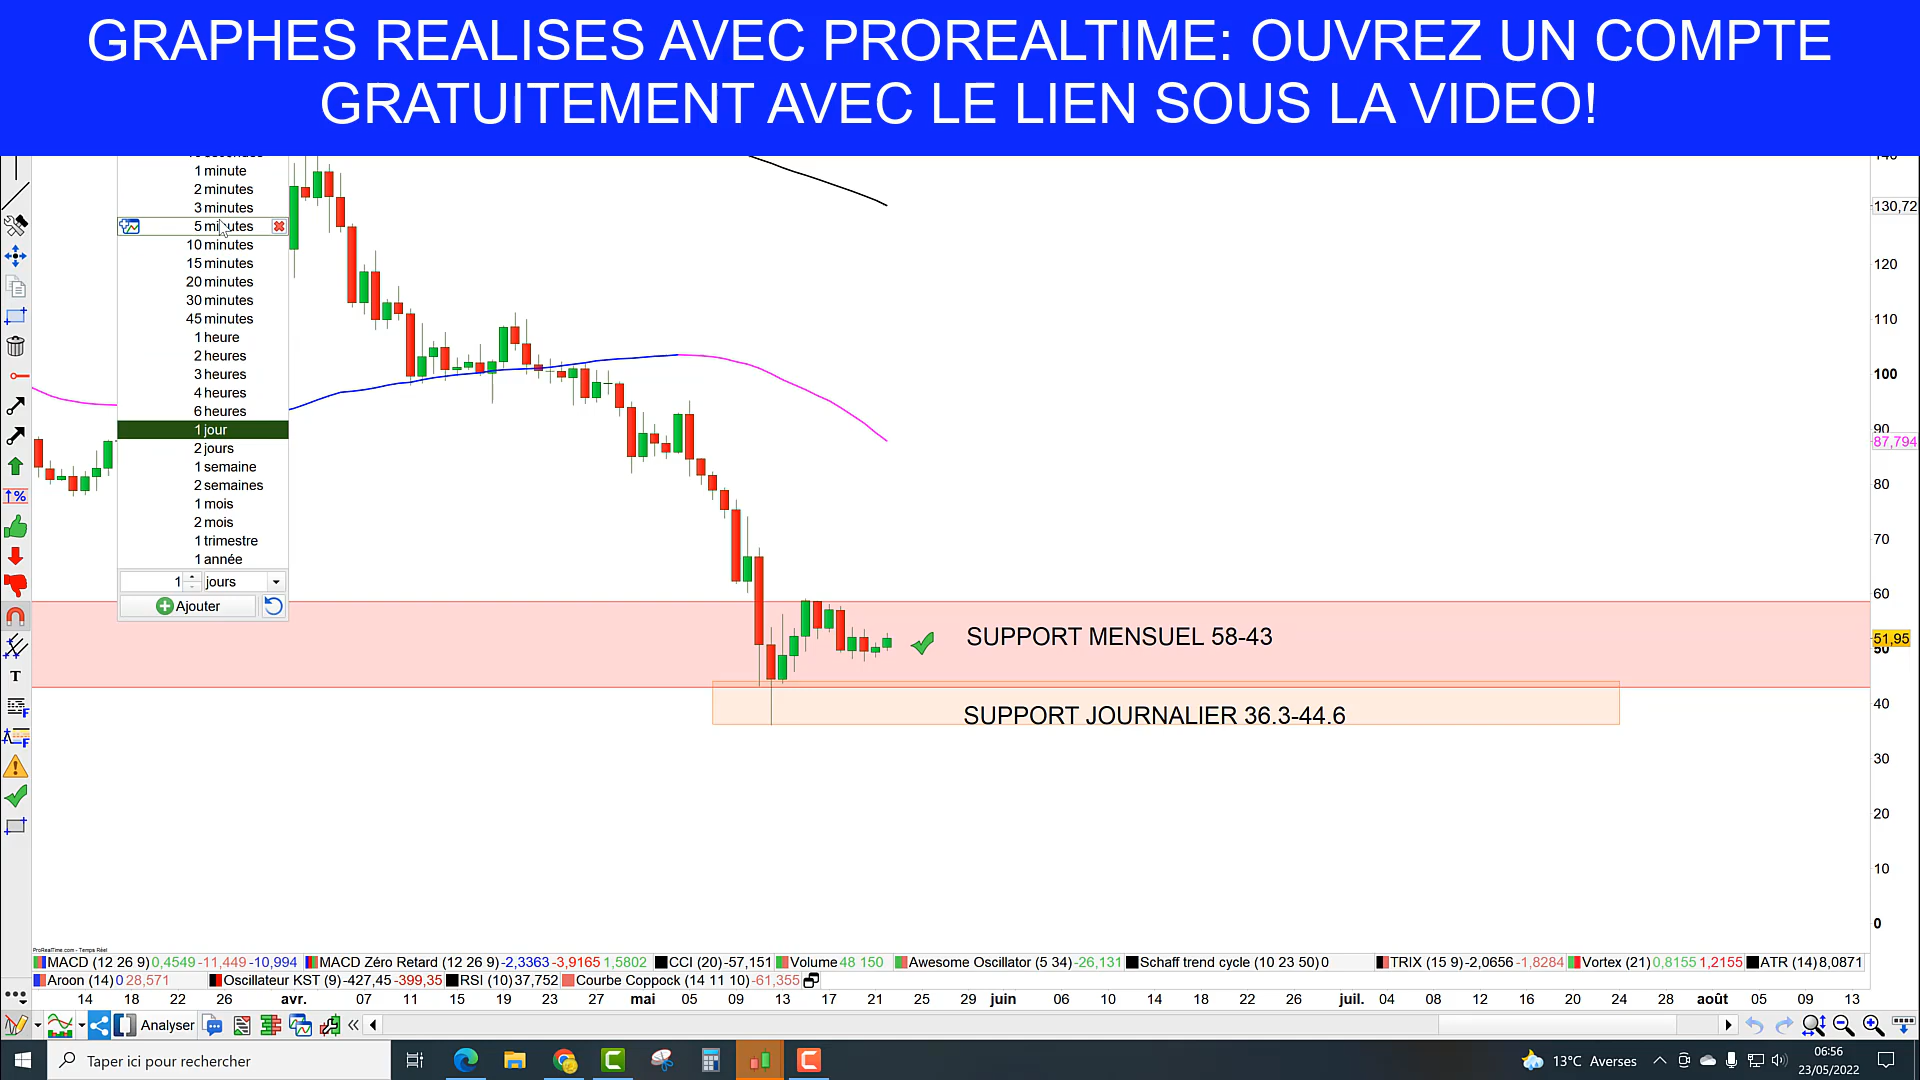 GRAPHES REALISES AVEC PROREALTIME: OUVREZ UN COMPTE
GRATUITEMENT AVEC LE LIEN SOUS LA VIDEO!
1 minute
2 minutes
3 minutes
5 minutes
10 minutes
15 minutes
20 minutes
30 minutes
45 minutes
1 heure
2 heures
3 heures
4 heures
6 heures
1 jour
2 jours
1 semaine
2 semaines
1 mois
2 mois
1 trimestre
1 année
1 jours
Ajouter
140
130,72
120
110
100
90
87,794
80
70
60
51,95
50
40
30
20
10
0
SUPPORT MENSUEL 58-43
SUPPORT JOURNALIER 36.3-44.6
T
ProRealTime.com - Temps Réel
MACD (12 26 9) 0,4549 -11,449 -10,994 MACD Zéro Retard (12 26 9) -2,3363 -3,9165 1,5802 CCI (20) -57,151 Volume 48 150 Awesome Oscillator (5 34) -26,131 Schaff trend cycle (10 23 50) 0 TRIX (15 9) -2,0656 -1,8284 Vortex (21) 0,8155 1,2155 ATR (14) 8,0871
Aroon (14) 0 28,571 Oscillateur KST (9) -427,45 -399,35 RSI (10) 37,752 Courbe Coppock (14 11 10) -61,355
14 18 22 26 avr. 07 11 15 19 23 27 mai 05 09 13 17 21 25 29 juin 06 10 14 18 22 26 juil. 04 08 12 16 20 24 28 août 05 09 13
Analyser
Taper ici pour rechercher
13°C Averses
06:56
23/05/2022